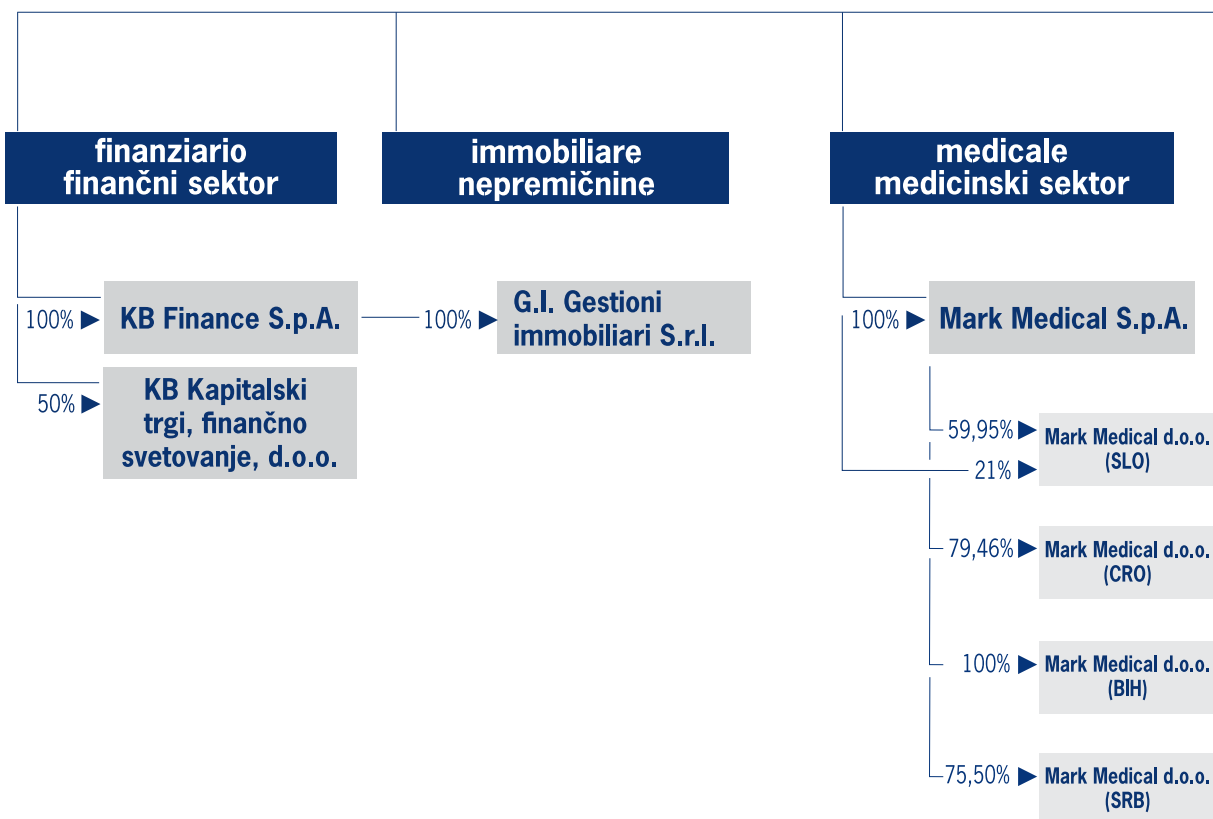 finanziario
finančni sektor
immobiliare
nepremičnine
medicale
medicinski sektor
100%
KB Finance S.p.A.
100%
G.I. Gestioni
immobiliari S.r.l.
50%
KB Kapitalski
trgi, finančno
svetovanje, d.o.o.
100%
Mark Medical S.p.A.
59,95%
21%
Mark Medical d.o.o.
(SLO)
79,46%
Mark Medical d.o.o.
(CRO)
100%
Mark Medical d.o.o.
(BIH)
75,50%
Mark Medical d.o.o.
(SRB)